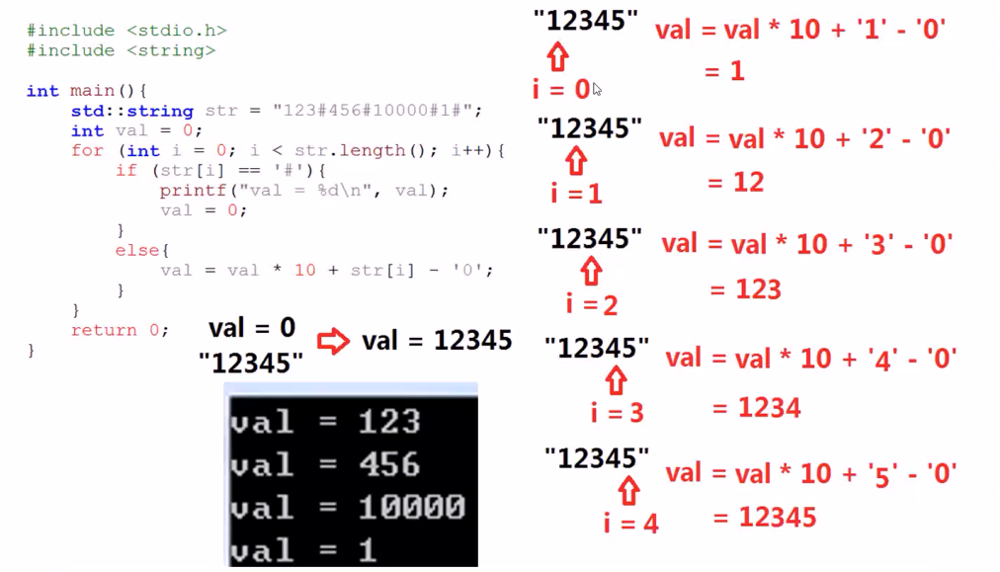 #include <stdio.h>
#include <string>
int main(){
std::string str = "123#456#10000#1#";
int val = 0;
for (int i = 0; i < str.length(); i++){
if (str[i] == '#'){
printf("val = %d\n", val);
val = 0;
}
else{
val = val * 10 + str[i] - '0';
}
}
return 0;
}
val = 0
"12345"
val = 12345
val = 123
val = 456
val = 10000
val = 1
"12345"
val = val * 10 + '1' - '0'
= 1
i = 0
"12345"
val = val * 10 + '2' - '0'
= 12
i = 1
"12345"
val = val * 10 + '3' - '0'
= 123
i = 2
"12345"
val = val * 10 + '4' - '0'
= 1234
i = 3
"12345"
val = val * 10 + '5' - '0'
= 12345
i = 4